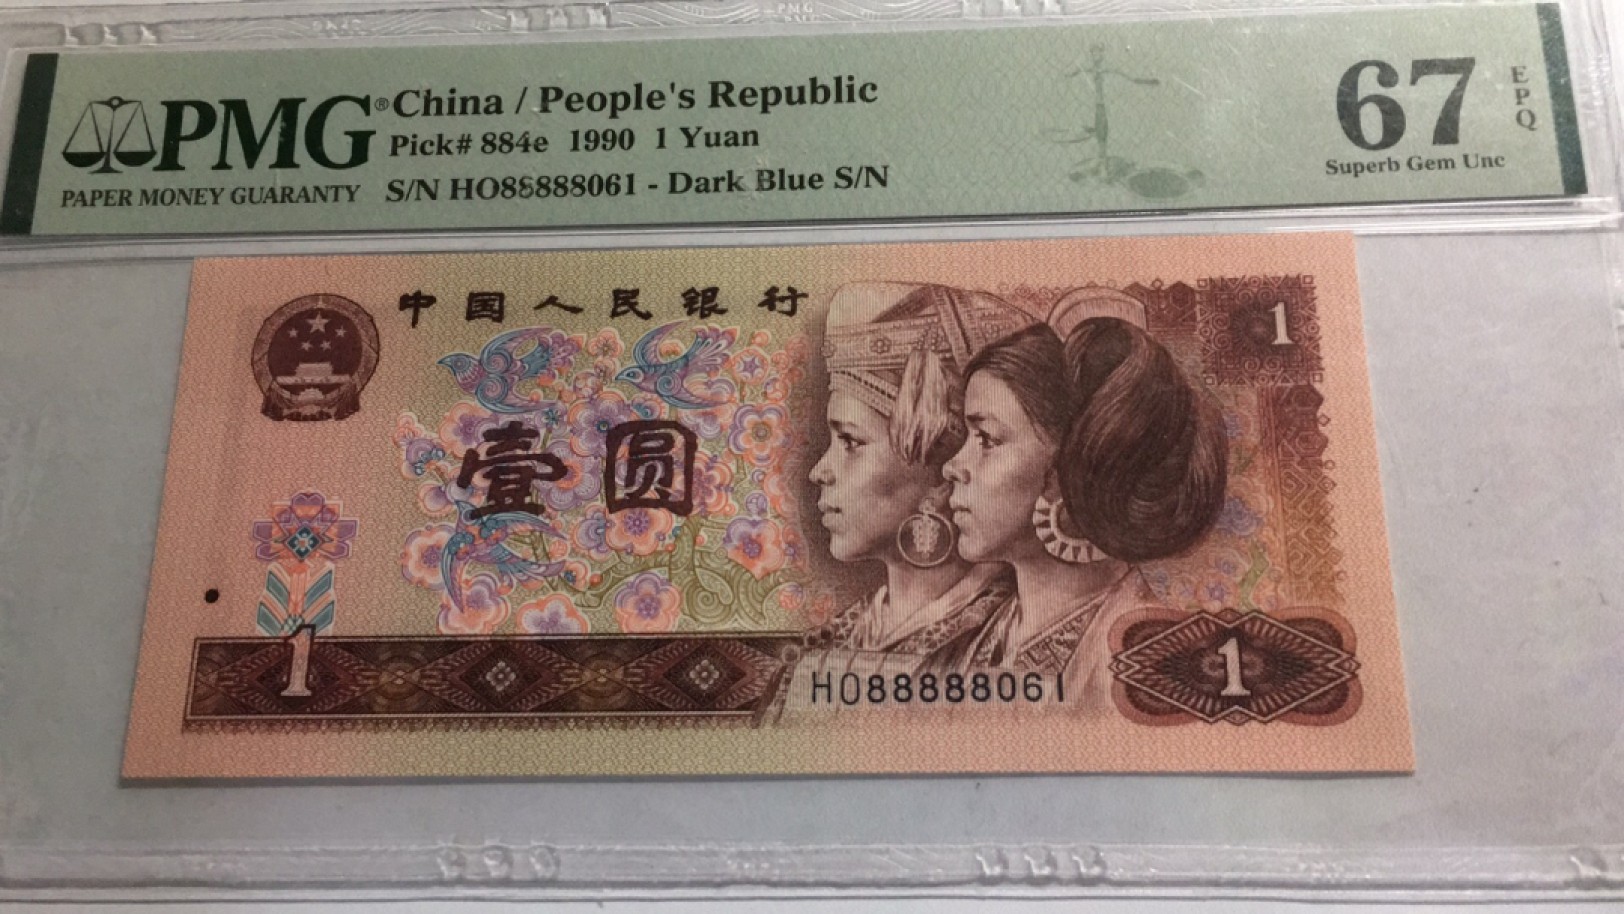 PMG® China / People's Republic
Pick# 884e 1990 1 Yuan
PAPER MONEY GUARANTY S/N HO88888061 - Dark Blue S/N
67 EPQ
Superb Gem Unc
中国人民银行
1
壹圆
1
HO88888061
1